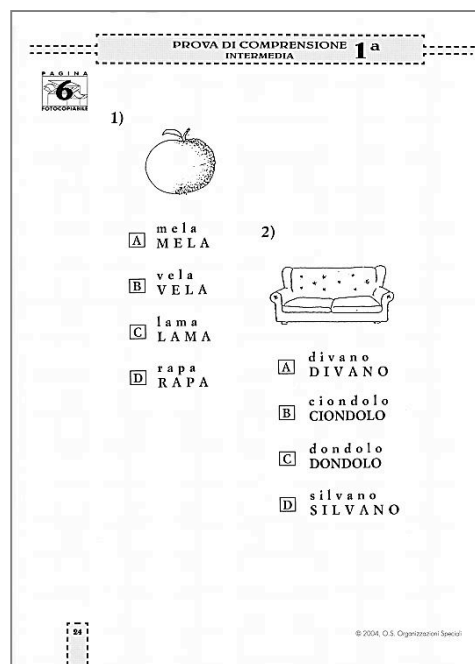 PROVA DI COMPRENSIONE 1ª
INTERMEDIA
PAGINA
6
FOTOCOPIABILE
1)
A mela
MELA
B vela
VELA
C lama
LAMA
D rapa
RAPA
2)
A divano
DIVANO
B ciondolo
CIONDOLO
C dondolo
DONDOLO
D silvano
SILVANO
24
© 2004, O.S. Organizzazioni Speciali